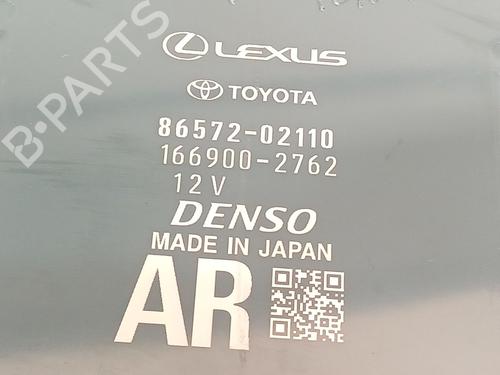 B-PARTS
LEXUS
TOYOTA
86572-02110
166900-2762
12V
DENSO
MADE IN JAPAN
AR